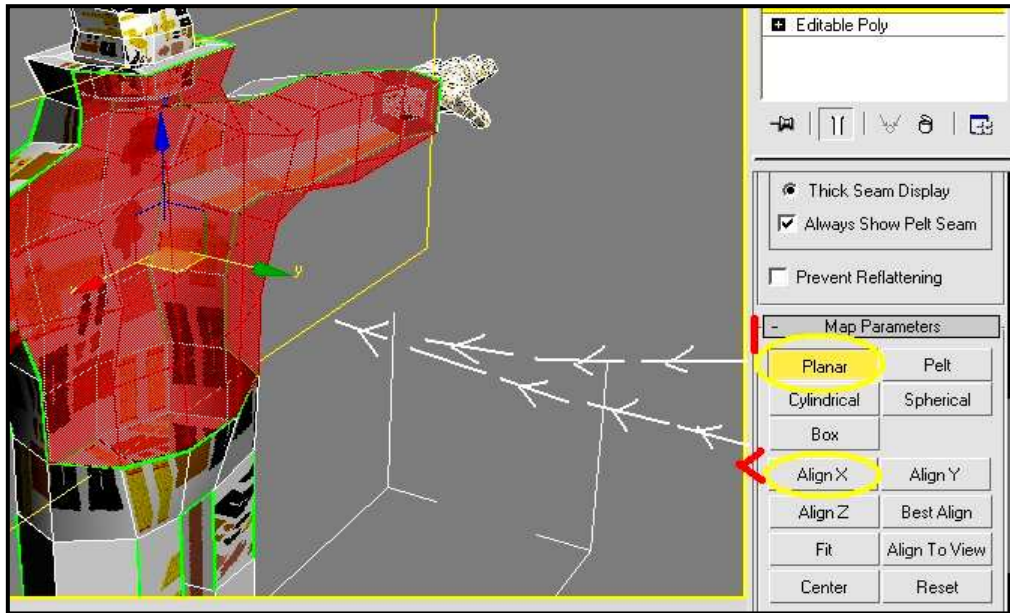 Editable Poly
Thick Seam Display
Always Show Pelt Seam
Prevent Reflattening
- Map Parameters
Planar Pelt
Cylindrical Spherical
Box
Align X Align Y
Align Z Best Align
Fit Align To View
Center Reset
y